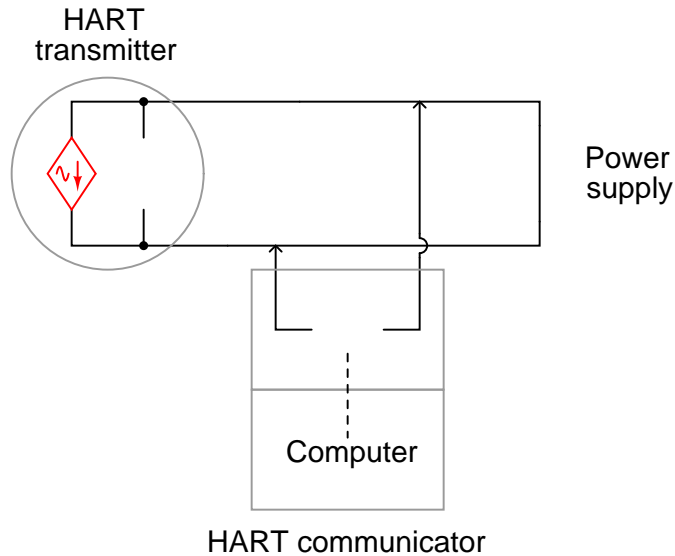 HART
transmitter
Power
supply
Computer
HART communicator